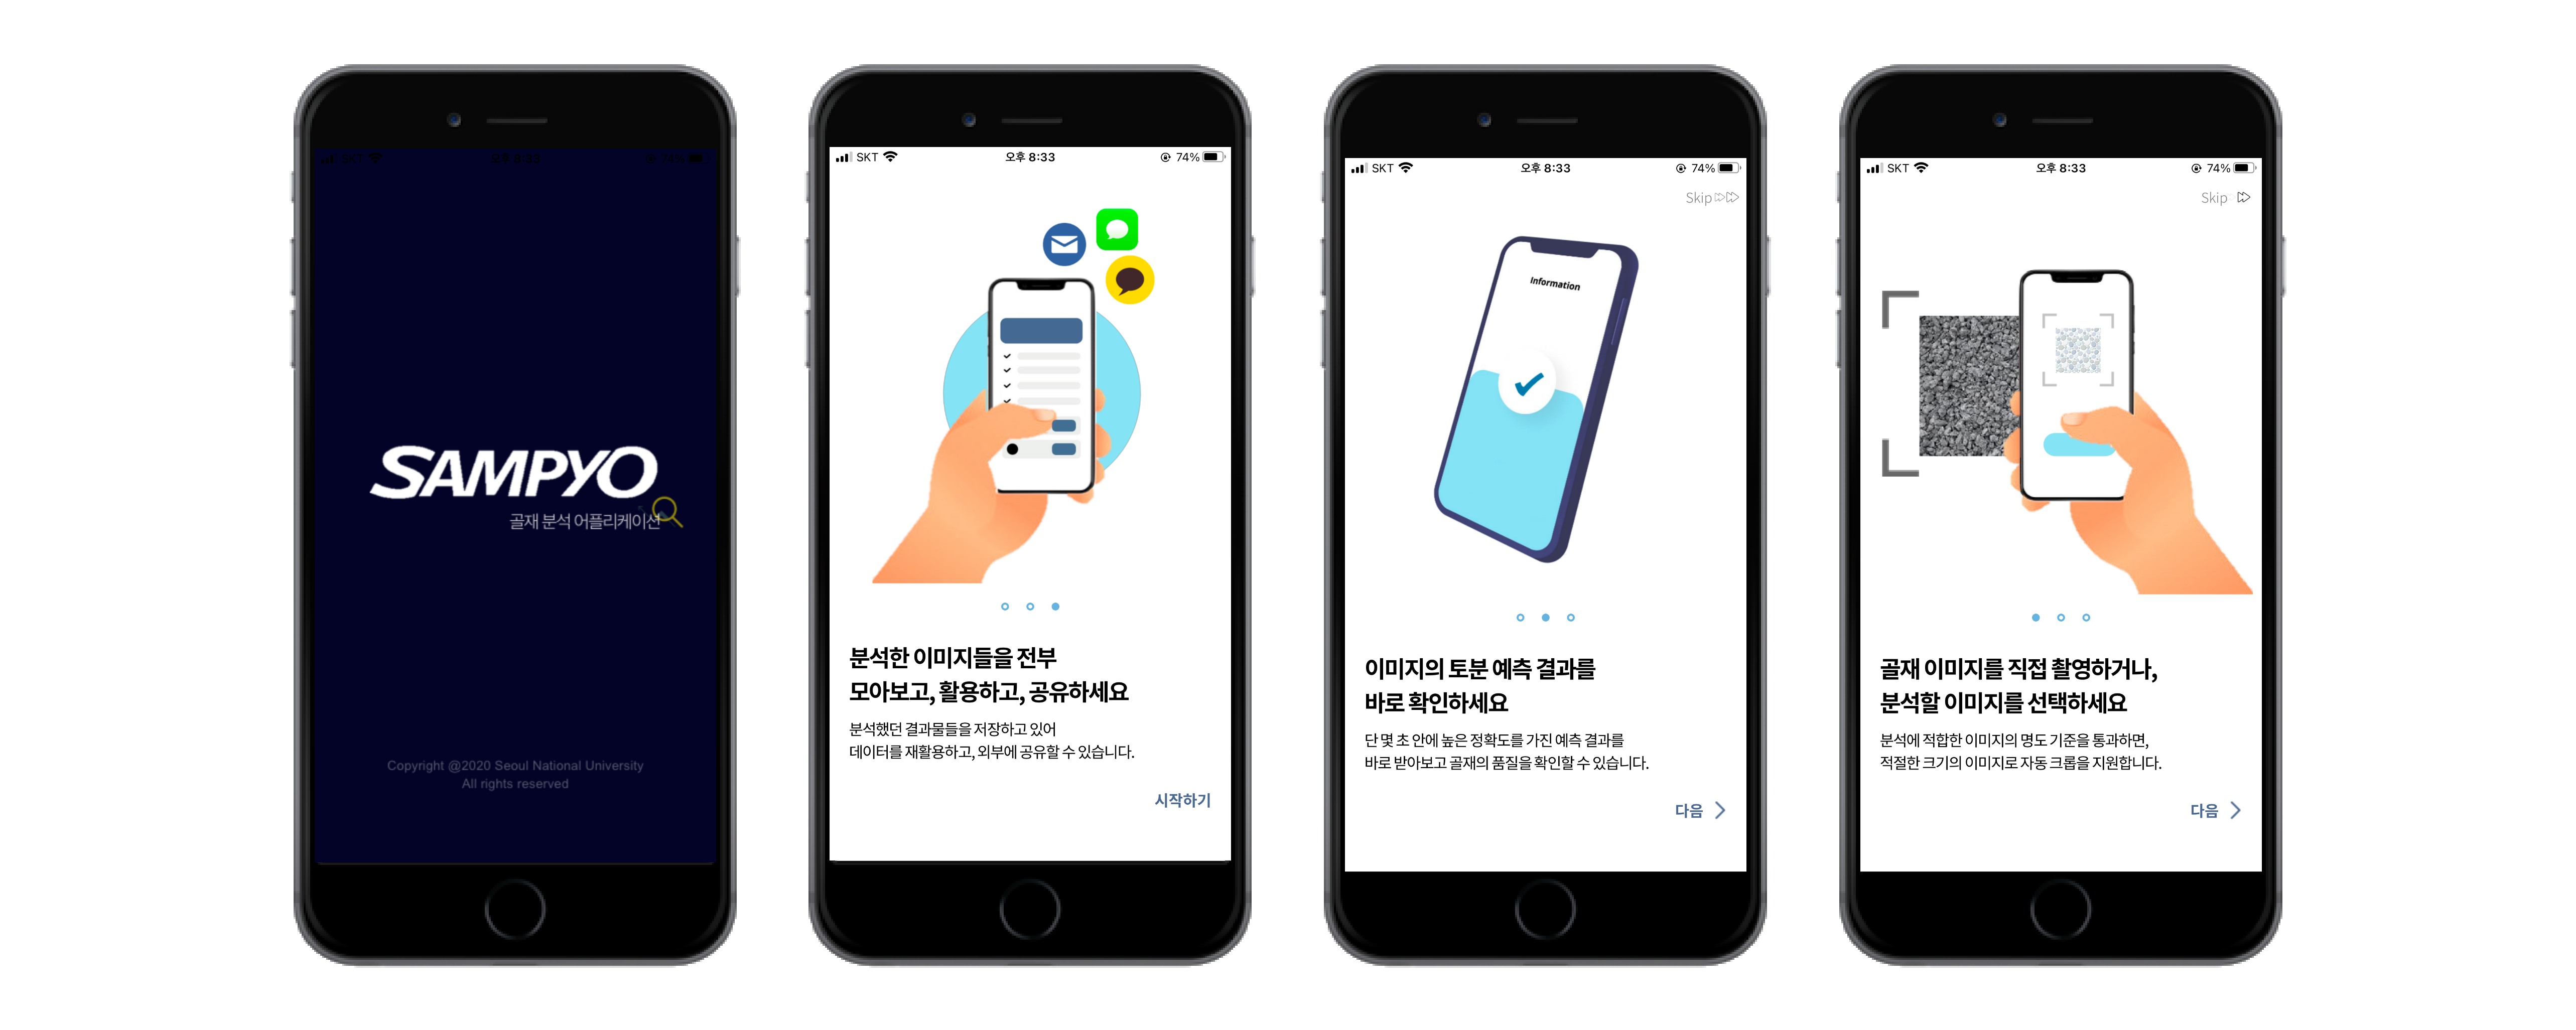 SKT 오후 8:33 74%
SAMPYO
골재 분석 어플리케이션
Copyright @2020 Seoul National University
All rights reserved
SKT 오후 8:33 74%
분석한 이미지들을 전부
모아보고, 활용하고, 공유하세요
분석했던 결과물들을 저장하고 있어
데이터를 재활용하고, 외부에 공유할 수 있습니다.
시작하기
SKT 오후 8:33 74%
Skip
Information
이미지의 토분 예측 결과를
바로 확인하세요
단 몇 초 안에 높은 정확도를 가진 예측 결과를
바로 받아보고 골재의 품질을 확인할 수 있습니다.
다음
SKT 오후 8:33 74%
Skip
골재 이미지를 직접 촬영하거나,
분석할 이미지를 선택하세요
분석에 적합한 이미지의 명도 기준을 통과하면,
적절한 크기의 이미지로 자동 크롭을 지원합니다.
다음